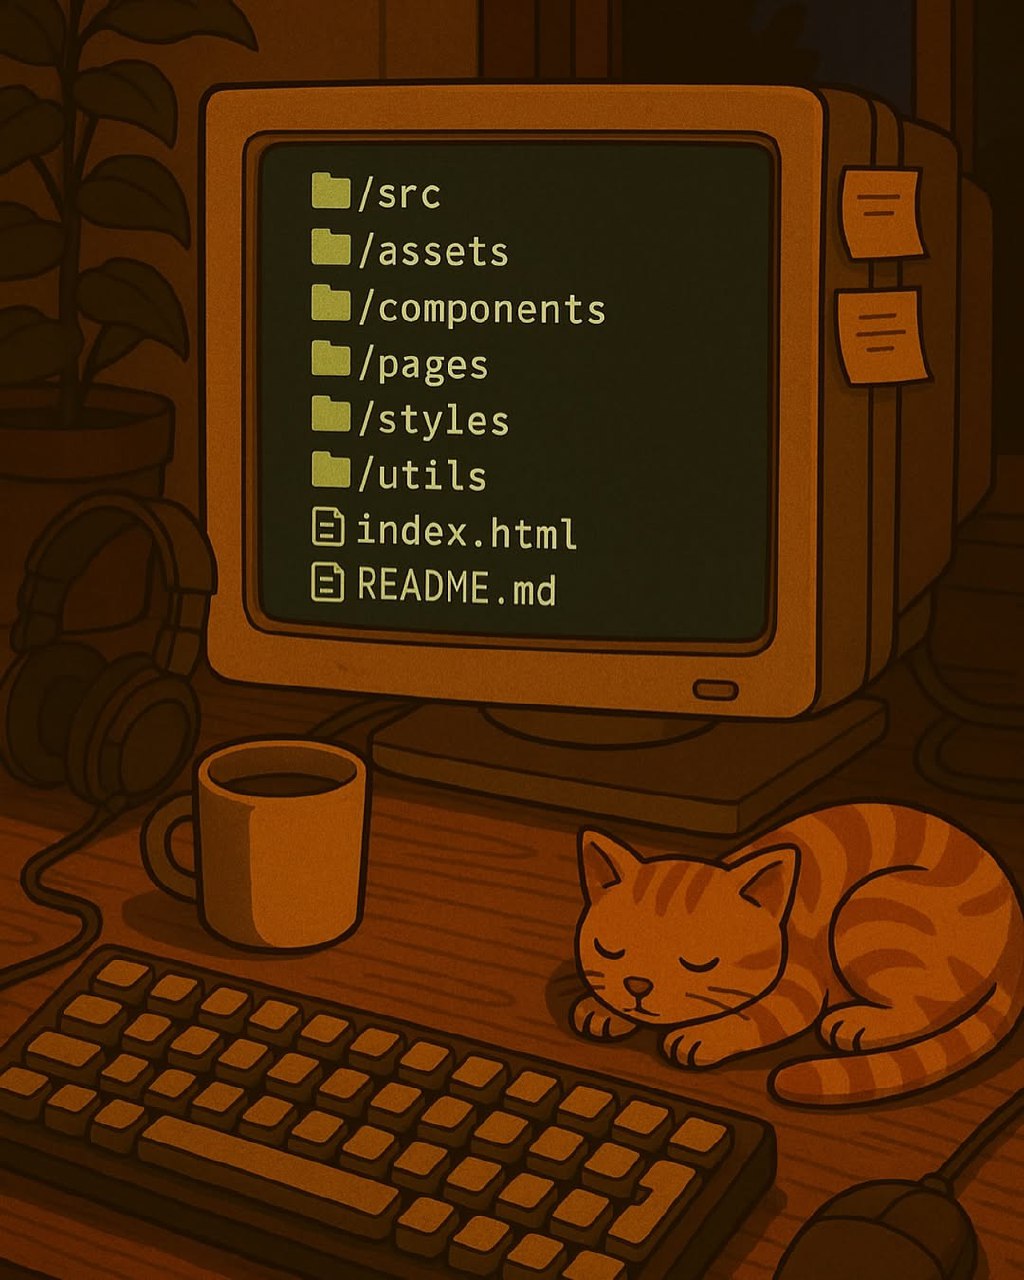 /src
/assets
/components
/pages
/styles
/utils
index.html
README.md